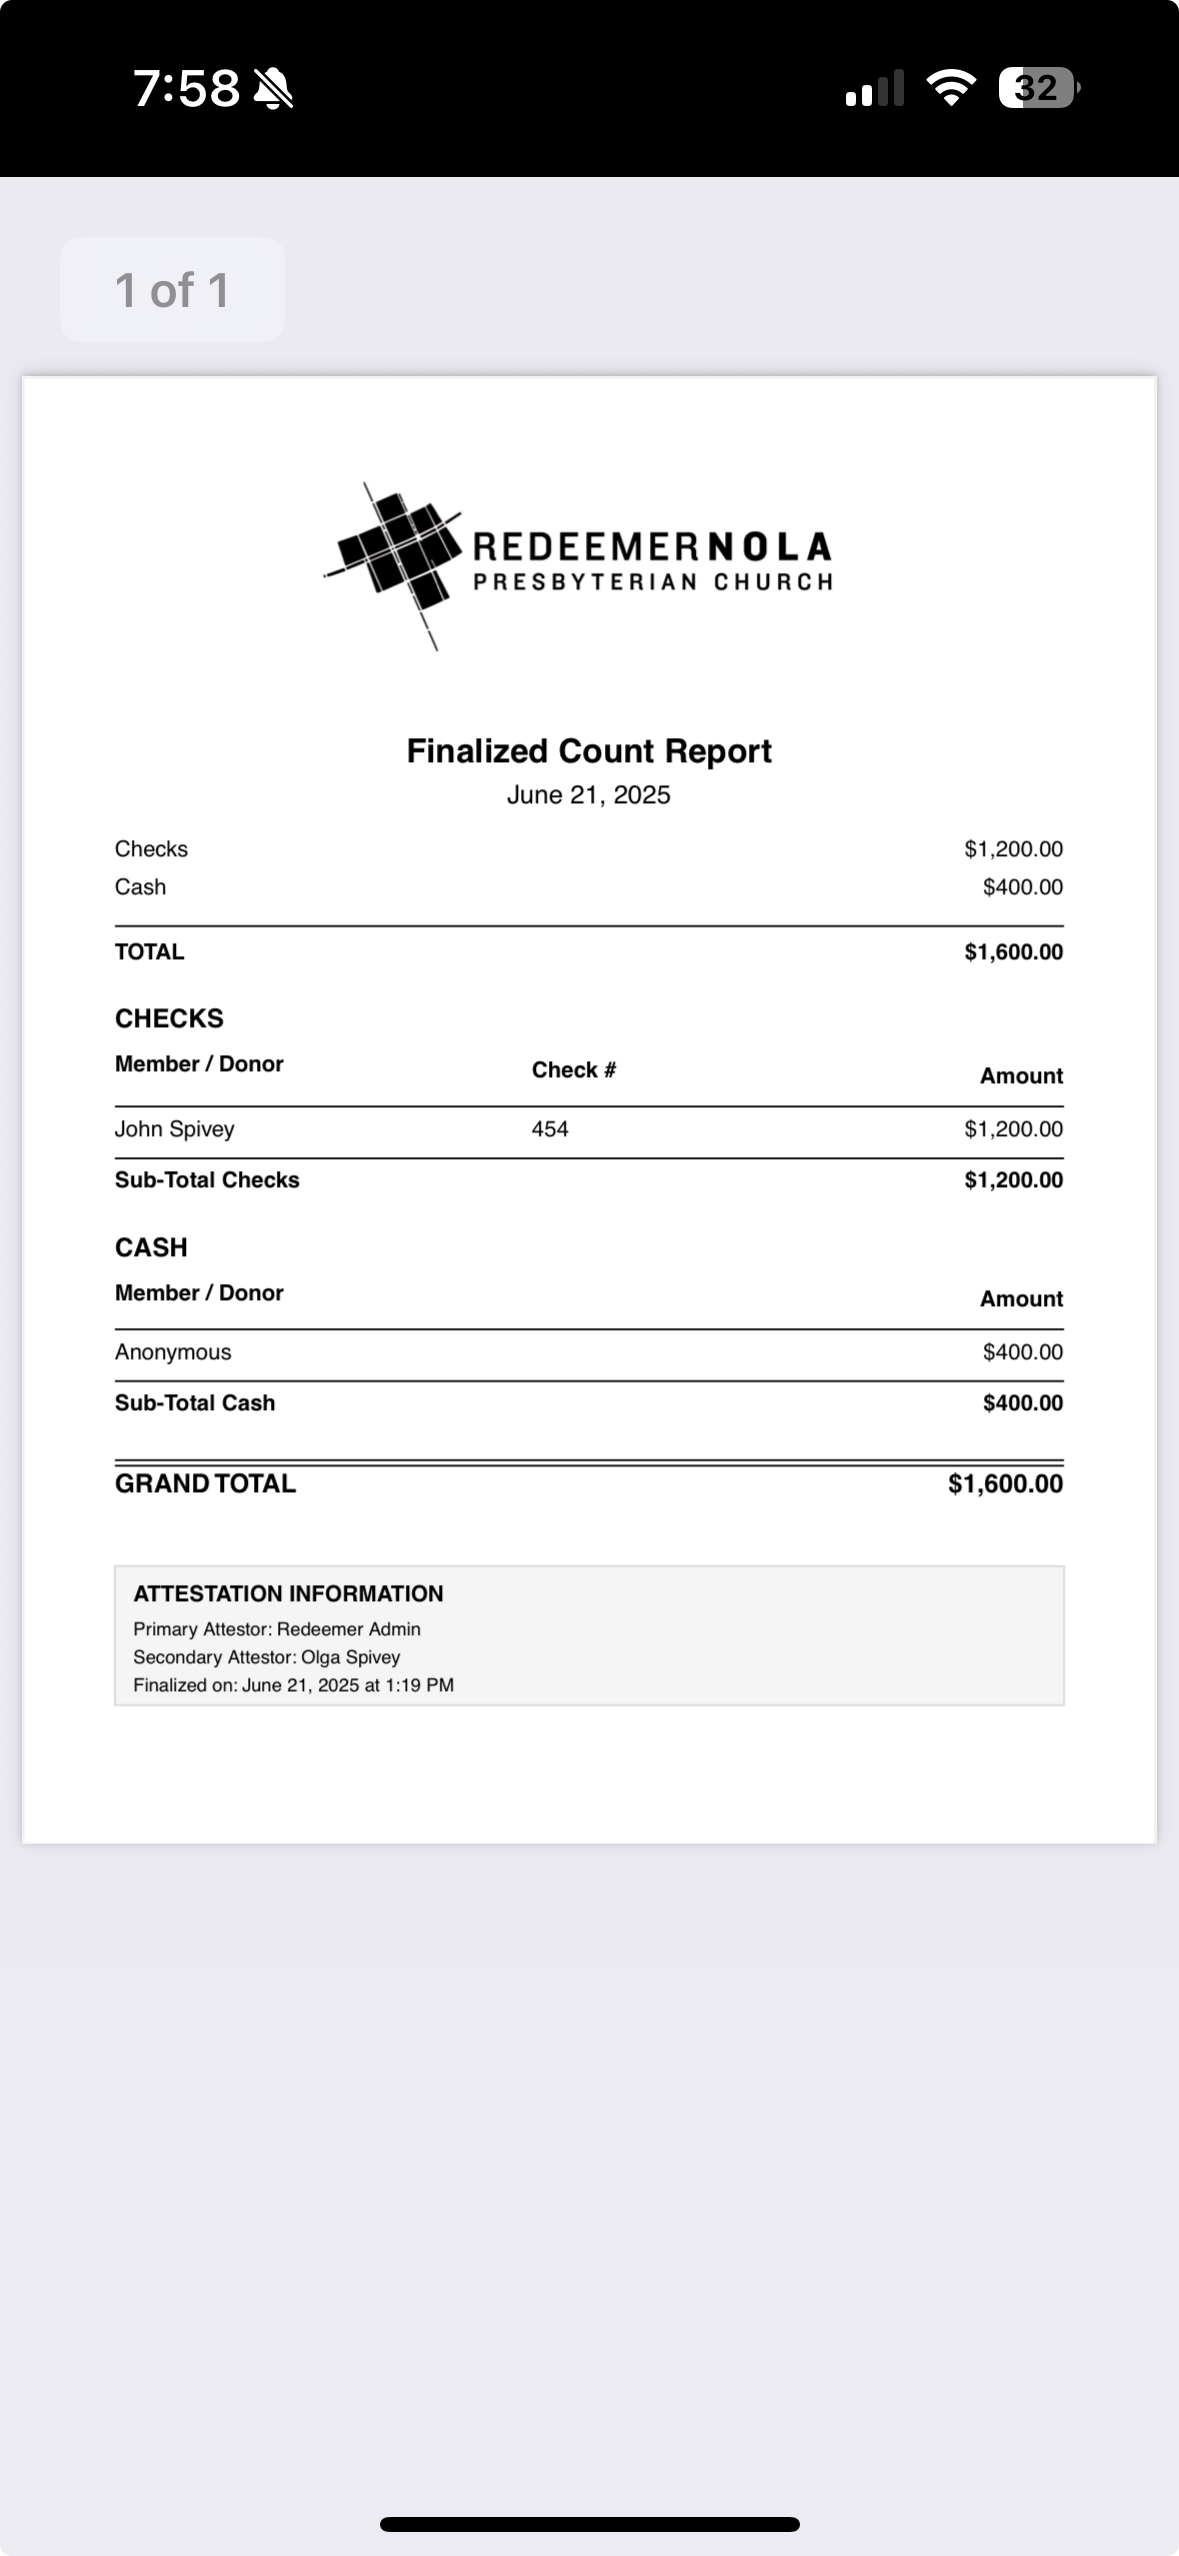 7:58
32
1 of 1
REDEEMERNOLA
PRESBYTERIAN CHURCH
Finalized Count Report
June 21, 2025
Checks $1,200.00
Cash $400.00
TOTAL $1,600.00
CHECKS
Member / Donor Check # Amount
John Spivey 454 $1,200.00
Sub-Total Checks $1,200.00
CASH
Member / Donor Amount
Anonymous $400.00
Sub-Total Cash $400.00
GRAND TOTAL $1,600.00
ATTESTATION INFORMATION
Primary Attestor: Redeemer Admin
Secondary Attestor: Olga Spivey
Finalized on: June 21, 2025 at 1:19 PM